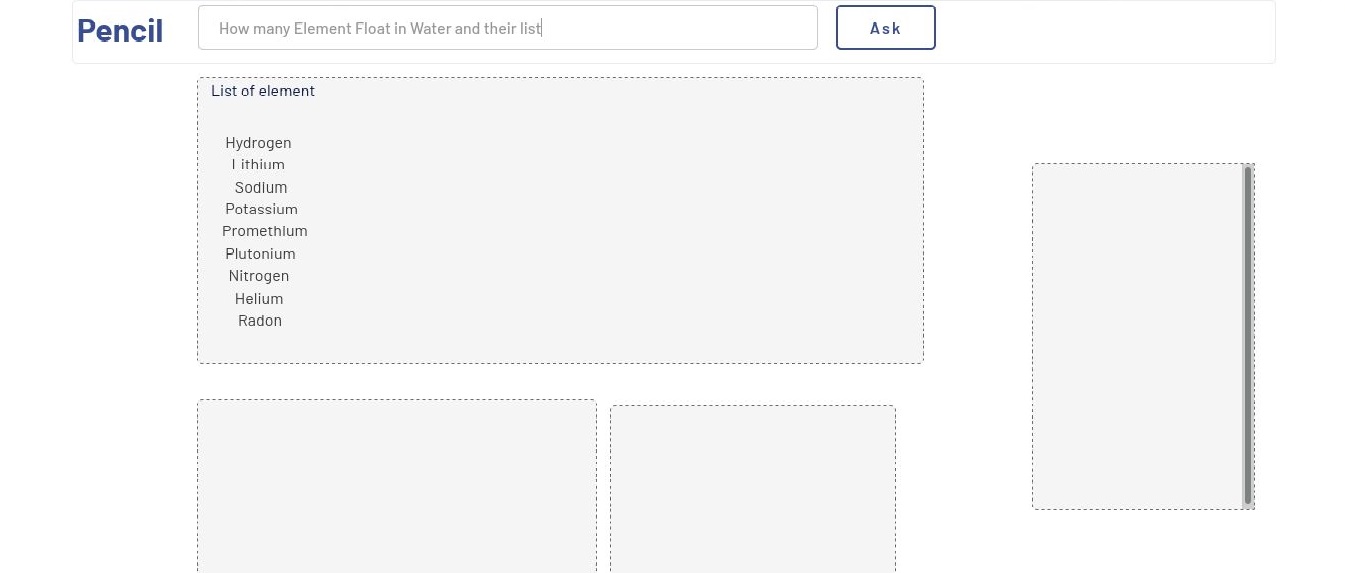 Pencil
How many Element Float in Water and their list
Ask
List of element
Hydrogen
Lithium
Sodium
Potassium
Promethium
Plutonium
Nitrogen
Helium
Radon